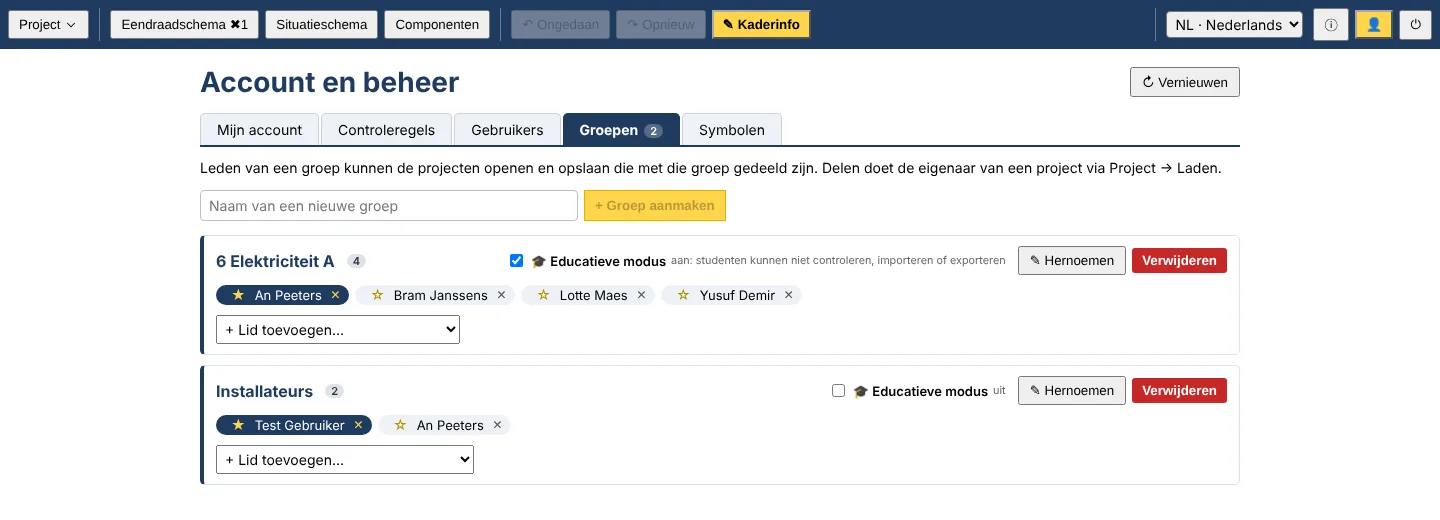 Project
Eendraadschema ✖1
Situatieschema
Componenten
↶ Ongedaan
↷ Opnieuw
✎ Kaderinfo
NL · Nederlands
Account en beheer
↻ Vernieuwen
Mijn account
Controleregels
Gebruikers
Groepen 2
Symbolen
Leden van een groep kunnen de projecten openen en opslaan die met die groep gedeeld zijn. Delen doet de eigenaar van een project via Project → Laden.
Naam van een nieuwe groep
+ Groep aanmaken
6 Elektriciteit A 4
🎓 Educatieve modus aan: studenten kunnen niet controleren, importeren of exporteren
✎ Hernoemen
Verwijderen
★ An Peeters ×
☆ Bram Janssens ×
☆ Lotte Maes ×
☆ Yusuf Demir ×
+ Lid toevoegen...
Installateurs 2
🎓 Educatieve modus uit
✎ Hernoemen
Verwijderen
★ Test Gebruiker ×
☆ An Peeters ×
+ Lid toevoegen...